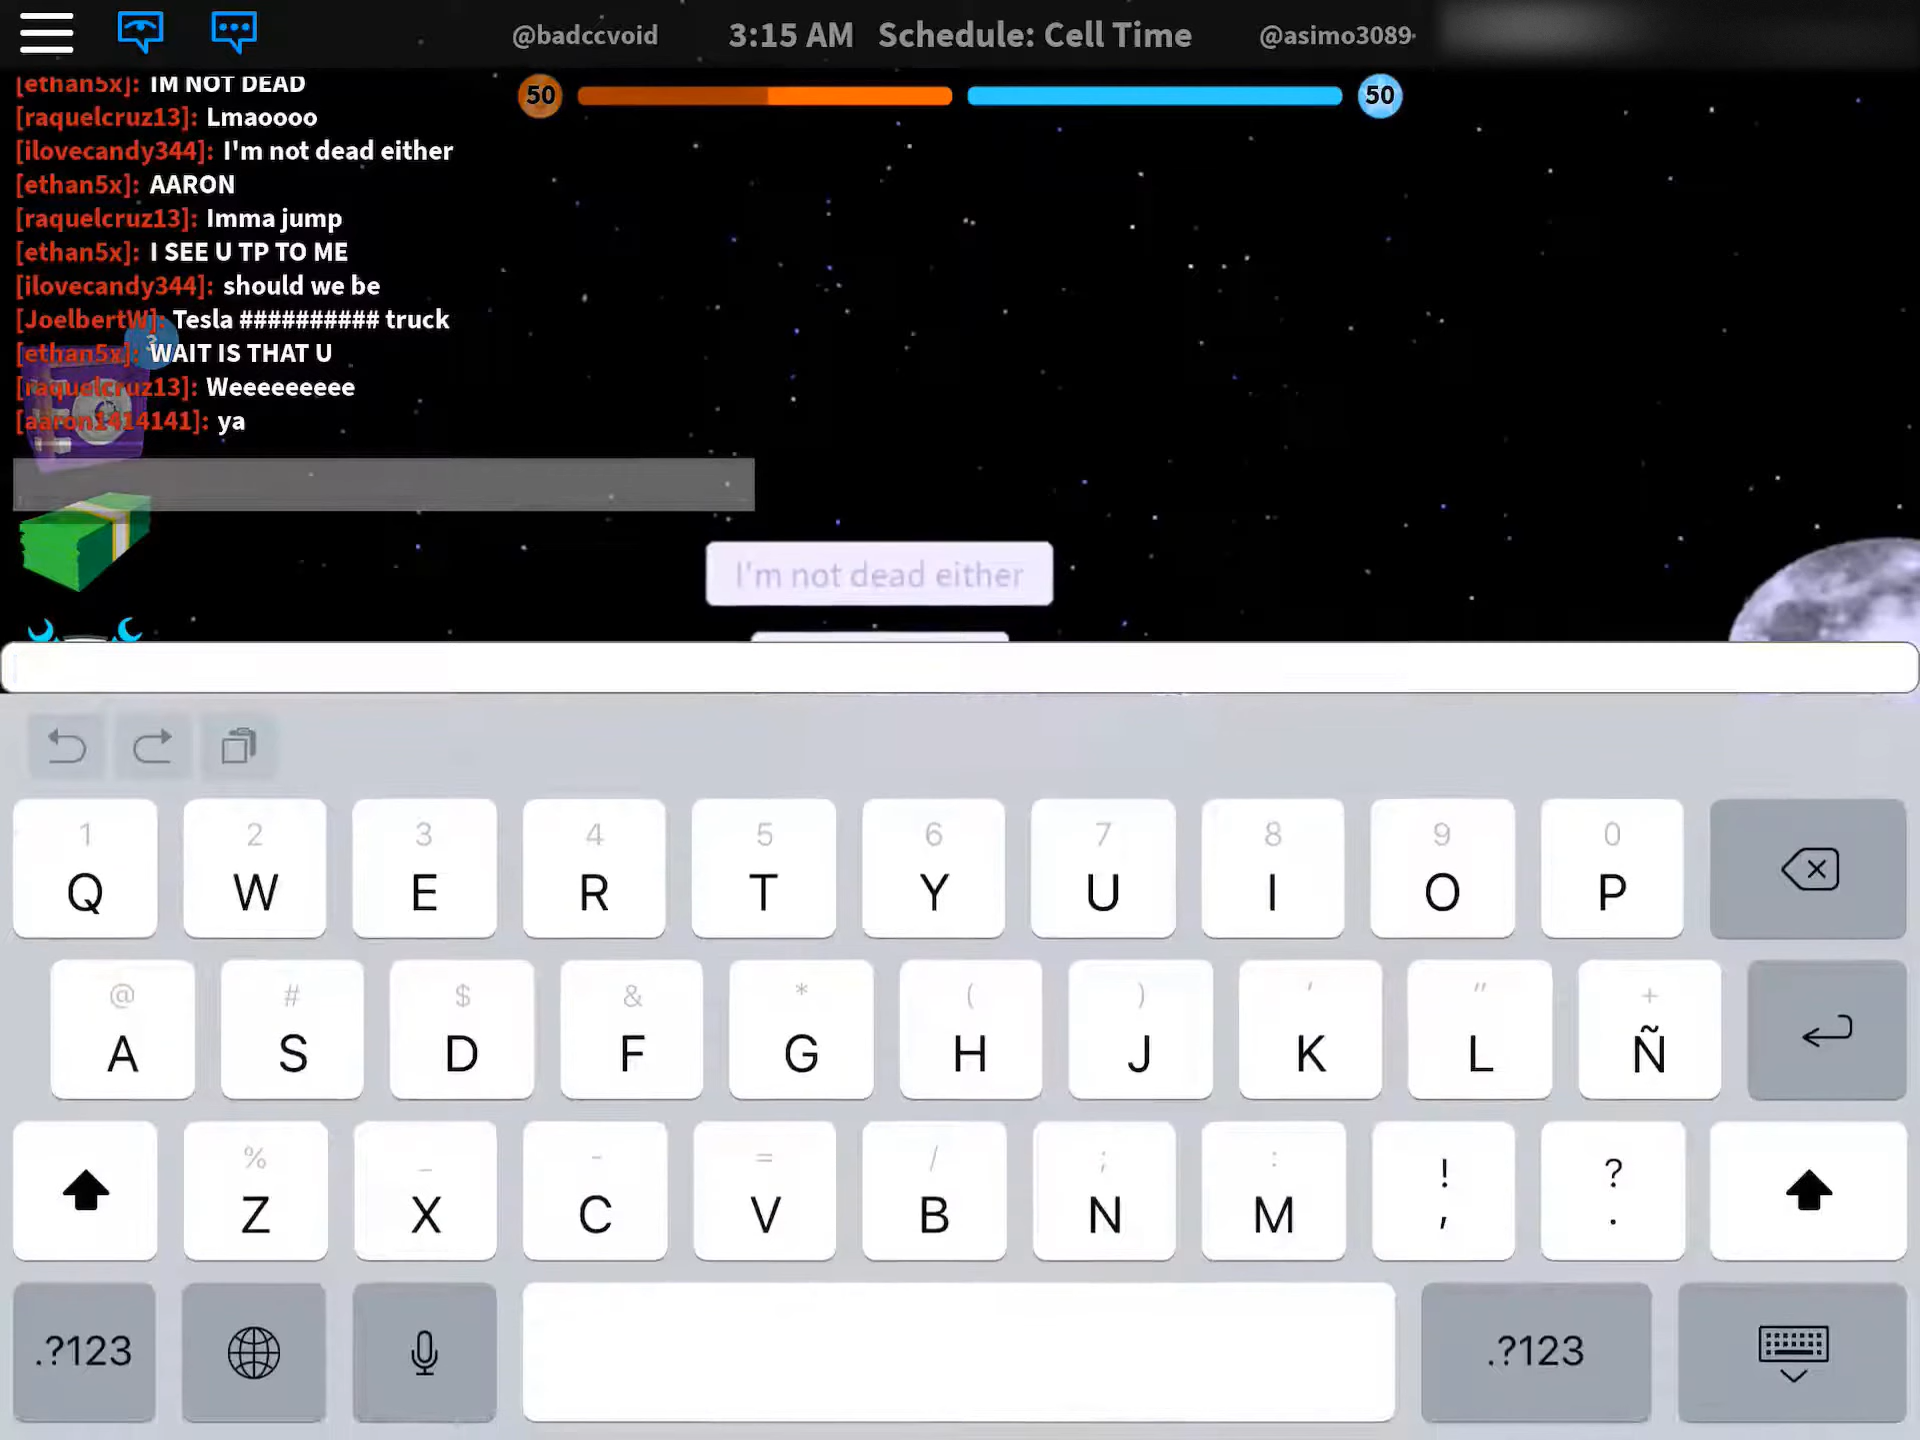 @badccvoid 3:15 AM Schedule: Cell Time @asimo3089
50 50
[ethan5x]: IM NOT DEAD
[raquelcruz13]: Lmaoooo
[ilovecandy344]: I'm not dead either
[ethan5x]: AARON
[raquelcruz13]: Imma jump
[ethan5x]: I SEE U TP TO ME
[ilovecandy344]: should we be
[JoelbertW]: Tesla ########## truck
[ethan5x]: WAIT IS THAT U
[raquelcruz13]: Weeeeeeeee
[aaron1414141]: ya
I'm not dead either
1 2 3 4 5 6 7 8 9 0
Q W E R T Y U I O P
@ # $ & * ( ) ' " +
A S D F G H J K L Ñ
% _ - = / ; : ! ?
Z X C V B N M , .
.?123 .?123